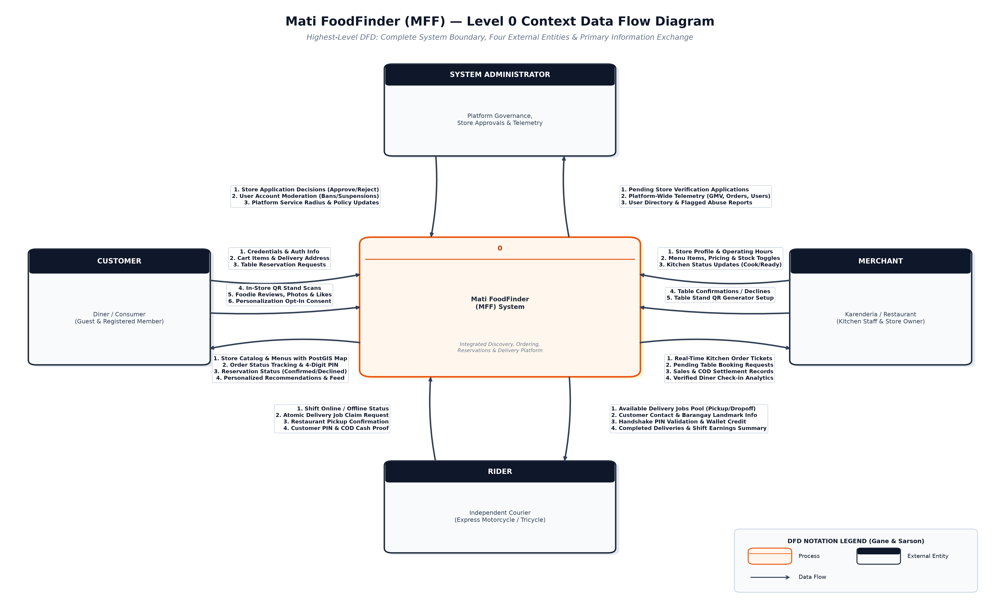 Mati FoodFinder (MFF) — Level 0 Context Data Flow Diagram
Highest-Level DFD: Complete System Boundary, Four External Entities & Primary Information Exchange
SYSTEM ADMINISTRATOR
Platform Governance,
Store Approvals & Telemetry
1. Store Application Decisions (Approve/Reject)
2. User Account Moderation (Bans/Suspensions)
3. Platform Service Radius & Policy Updates
1. Pending Store Verification Applications
2. Platform-Wide Telemetry (GMV, Orders, Users)
3. User Directory & Flagged Abuse Reports
CUSTOMER
Diner / Consumer
(Guest & Registered Member)
1. Credentials & Auth Info
2. Cart Items & Delivery Address
3. Table Reservation Requests
4. In-Store QR Stand Scans
5. Foodie Reviews, Photos & Likes
6. Personalization Opt-In Consent
1. Store Catalog & Menus with PostGIS Map
2. Order Status Tracking & 4-Digit PIN
3. Reservation Status (Confirmed/Declined)
4. Personalized Recommendations & Feed
0
Mati FoodFinder
(MFF) System
Integrated Discovery, Ordering,
Reservations & Delivery Platform
1. Store Profile & Operating Hours
2. Menu Items, Pricing & Stock Toggles
3. Kitchen Status Updates (Cook/Ready)
4. Table Confirmations / Declines
5. Table Stand QR Generator Setup
1. Real-Time Kitchen Order Tickets
2. Pending Table Booking Requests
3. Sales & COD Settlement Records
4. Verified Diner Check-in Analytics
MERCHANT
Karenderia / Restaurant
(Kitchen Staff & Store Owner)
1. Shift Online / Offline Status
2. Atomic Delivery Job Claim Request
3. Restaurant Pickup Confirmation
4. Customer PIN & COD Cash Proof
1. Available Delivery Jobs Pool (Pickup/Dropoff)
2. Customer Contact & Barangay Landmark Info
3. Handshake PIN Validation & Wallet Credit
4. Completed Deliveries & Shift Earnings Summary
RIDER
Independent Courier
(Express Motorcycle / Tricycle)
DFD NOTATION LEGEND (Gane & Sarson)
Process
External Entity
Data Flow